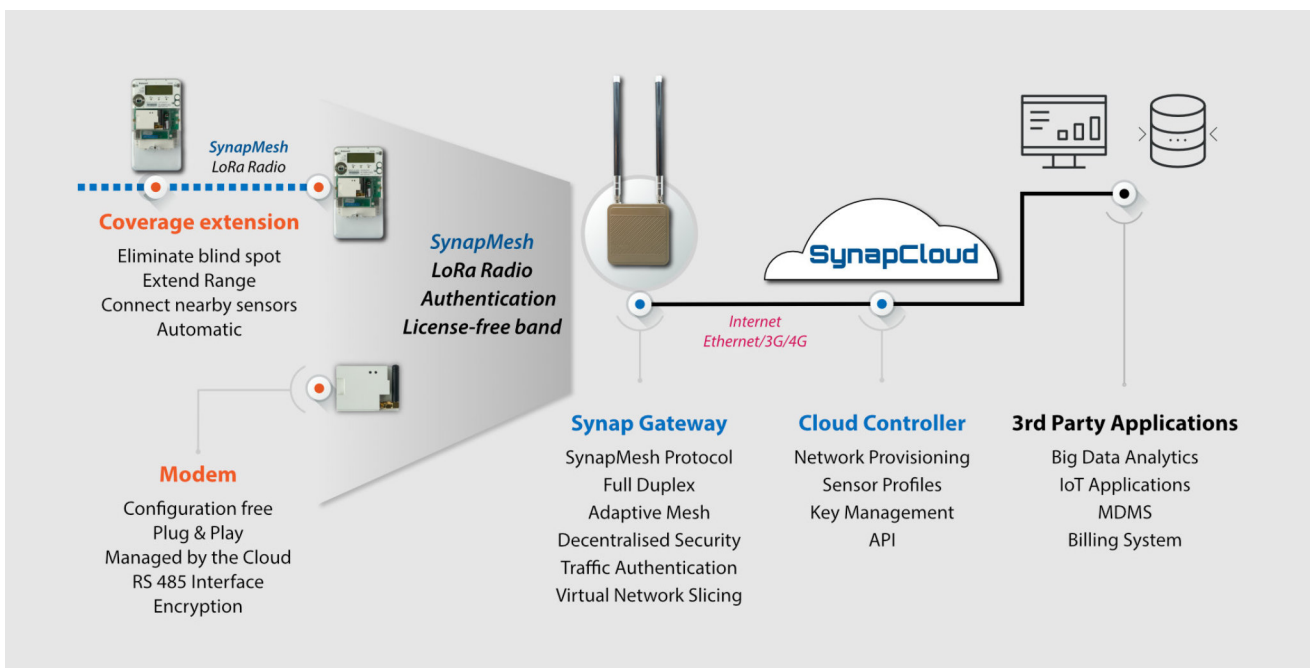 SynapMesh
LoRa Radio
Coverage extension
Eliminate blind spot
Extend Range
Connect nearby sensors
Automatic
Modem
Configuration free
Plug & Play
Managed by the Cloud
RS 485 Interface
Encryption
SynapMesh
LoRa Radio
Authentication
License-free band
Internet
Ethernet/3G/4G
SynapCloud
Synap Gateway
SynapMesh Protocol
Full Duplex
Adaptive Mesh
Decentralised Security
Traffic Authentication
Virtual Network Slicing
Cloud Controller
Network Provisioning
Sensor Profiles
Key Management
API
3rd Party Applications
Big Data Analytics
IoT Applications
MDMS
Billing System